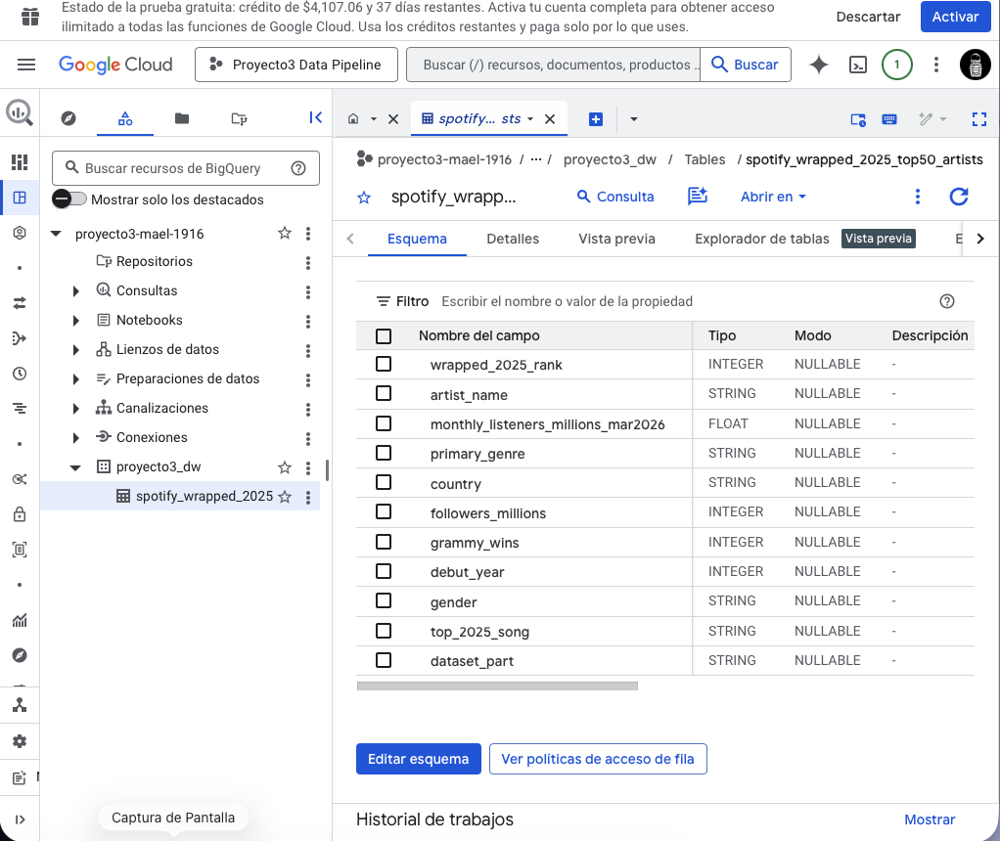 Estado de la prueba gratuita: crédito de $4,107.06 y 37 días restantes. Activa tu cuenta completa para obtener acceso
ilimitado a todas las funciones de Google Cloud. Usa los créditos restantes y paga solo por lo que uses.
Descartar
Activar
Google Cloud
Proyecto3 Data Pipeline
Buscar (/) recursos, documentos, productos ...
Buscar
1
spotify... sts
Buscar recursos de BigQuery
Mostrar solo los destacados
proyecto3-mael-1916
Repositorios
Consultas
Notebooks
Lienzos de datos
Preparaciones de datos
Canalizaciones
Conexiones
proyecto3_dw
spotify_wrapped_2025
proyecto3-mael-1916 / ... / proyecto3_dw / Tables / spotify_wrapped_2025_top50_artists
spotify_wrapp...
Consulta
Abrir en
Esquema
Detalles
Vista previa
Explorador de tablas
Vista previa
Filtro Escribir el nombre o valor de la propiedad
Nombre del campo Tipo Modo Descripción
wrapped_2025_rank INTEGER NULLABLE -
artist_name STRING NULLABLE -
monthly_listeners_millions_mar2026 FLOAT NULLABLE -
primary_genre STRING NULLABLE -
country STRING NULLABLE -
followers_millions INTEGER NULLABLE -
grammy_wins INTEGER NULLABLE -
debut_year INTEGER NULLABLE -
gender STRING NULLABLE -
top_2025_song STRING NULLABLE -
dataset_part STRING NULLABLE -
Editar esquema
Ver políticas de acceso de fila
Historial de trabajos
Mostrar
Captura de Pantalla